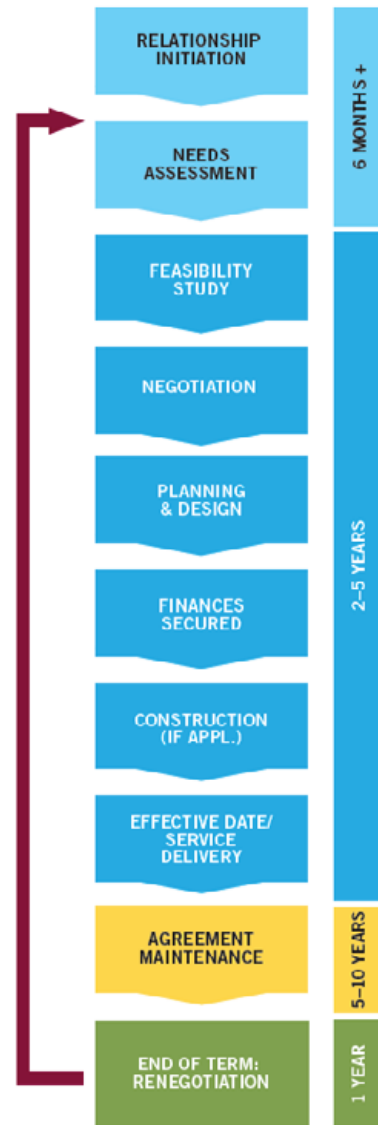 RELATIONSHIP
INITIATION
NEEDS
ASSESSMENT
6 MONTHS +
FEASIBILITY
STUDY
NEGOTIATION
PLANNING
& DESIGN
FINANCES
SECURED
CONSTRUCTION
(IF APPL.)
EFFECTIVE DATE/
SERVICE
DELIVERY
2–5 YEARS
AGREEMENT
MAINTENANCE
5–10 YEARS
END OF TERM:
RENEGOTIATION
1 YEAR